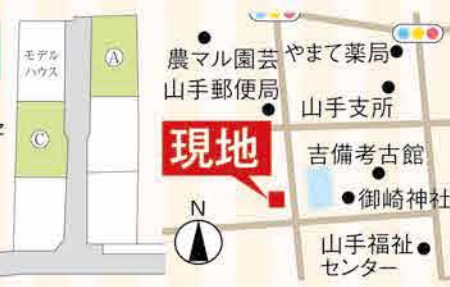 モデル
ハウス
Ⓐ
Ⓒ
農マル園芸
やまて薬局
山手郵便局
山手支所
現地
吉備考古館
御崎神社
N
山手福祉
センター